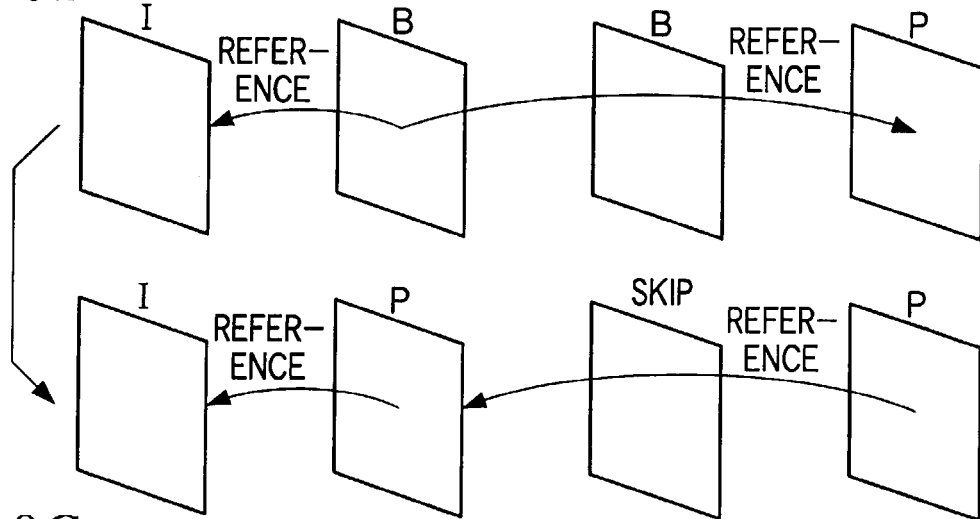 I
B
B
P
REFER-
ENCE
REFER-
ENCE
I
P
SKIP
P
REFER-
ENCE
REFER-
ENCE